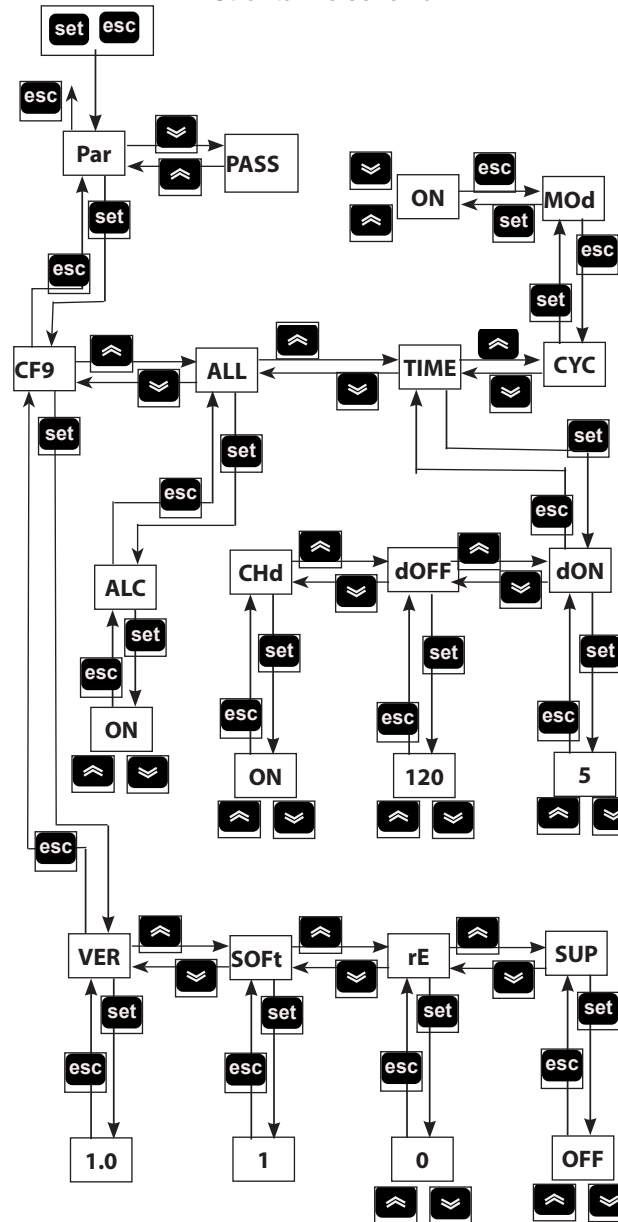 set esc
esc
Par
PASS
set
esc
ON
esc
MOd
set
esc
set
CF9
ALL
TIME
CYC
set
set
set
esc
esc
ALC
CHd
dOFF
dON
set
set
set
set
esc
esc
esc
esc
ON
ON
120
5
esc
VER
SOFt
rE
SUP
set
set
set
set
esc
esc
esc
esc
1.0
1
0
OFF